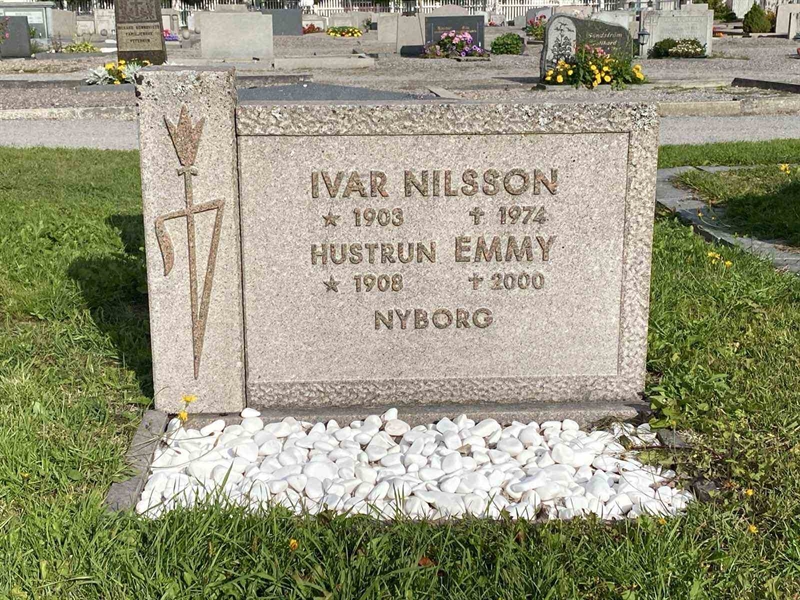 IVAR NILSSON
★ 1903 ✝ 1974
HUSTRUN EMMY
★ 1908 ✝ 2000
NYBORG